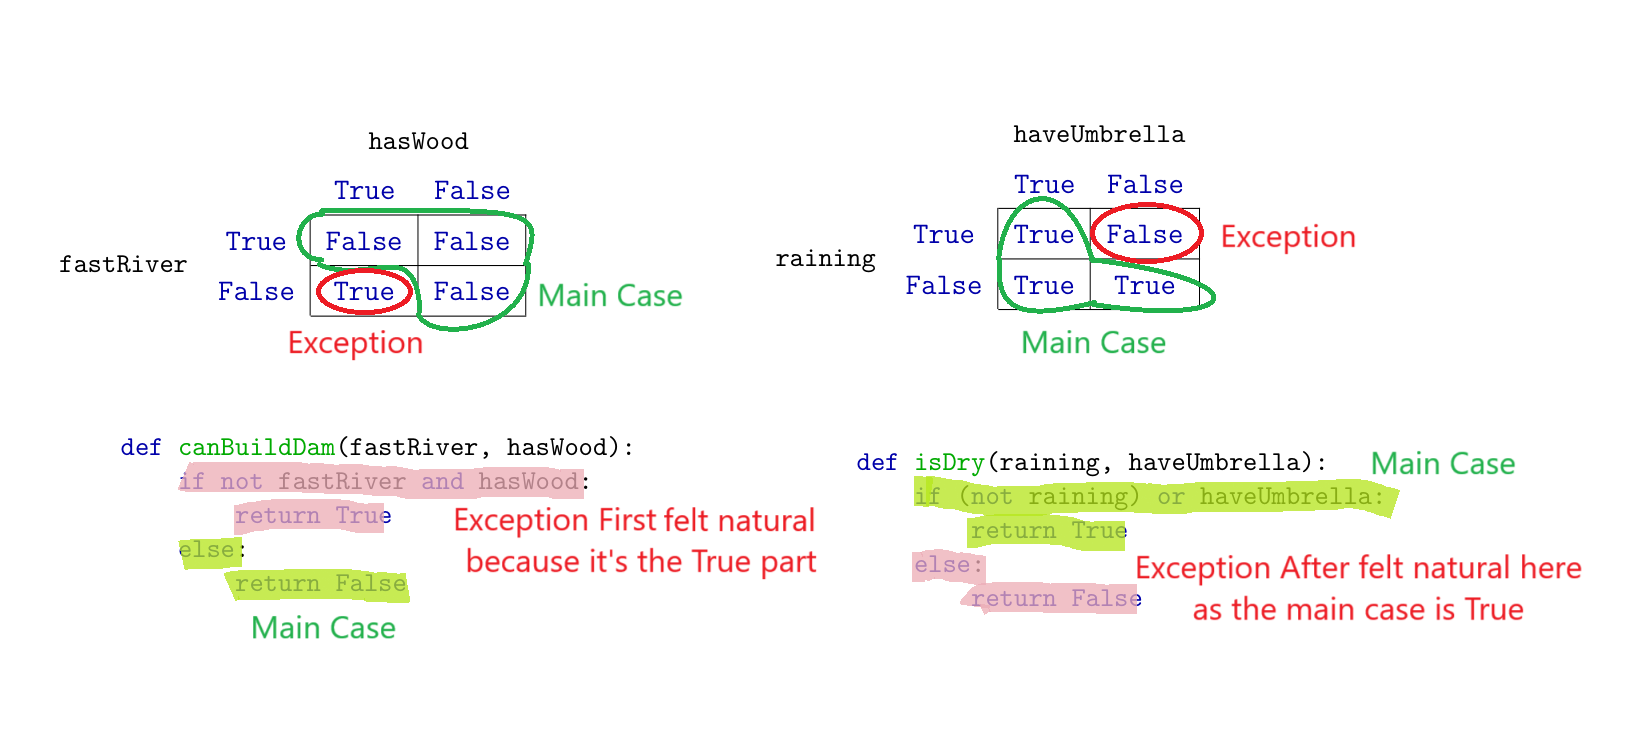 hasWood
True False
fastRiver
True False False
False True False
Main Case
Exception
haveUmbrella
True False
raining
True True False
False True True
Exception
Main Case
def canBuildDam(fastRiver, hasWood):
if not fastRiver and hasWood:
return True
else:
return False
Exception First felt natural
because it's the True part
Main Case
def isDry(raining, haveUmbrella):
if (not raining) or haveUmbrella:
return True
else:
return False
Main Case
Exception After felt natural here
as the main case is True